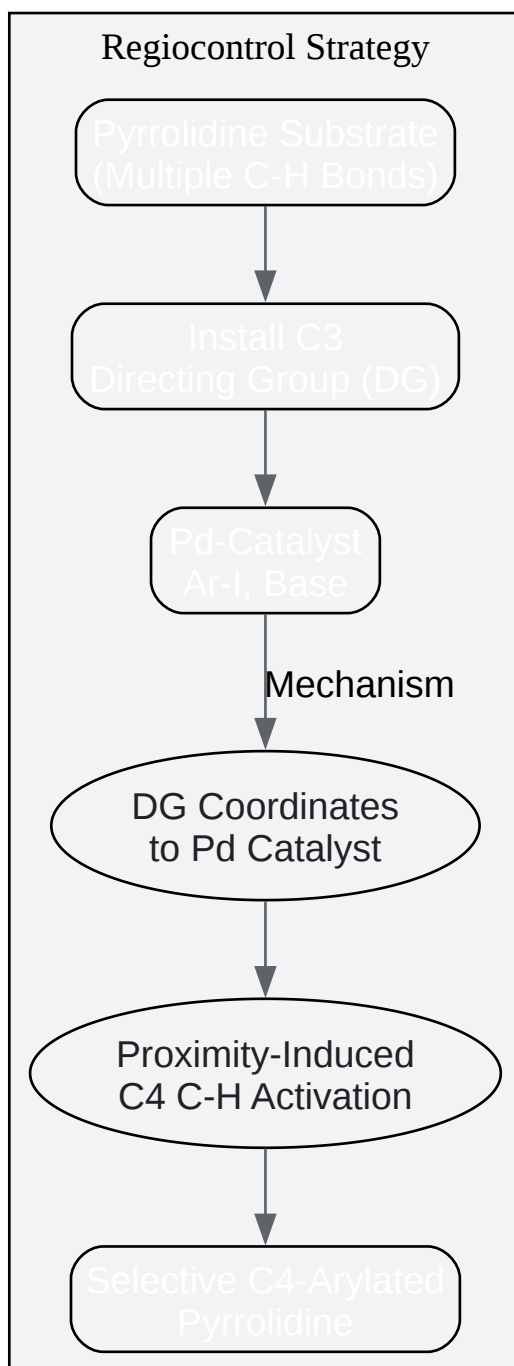 Regiocontrol Strategy
Pyrrolidine Substrate
(Multiple C-H Bonds)
Install C3
Directing Group (DG)
Pd-Catalyst
Ar-I, Base
Mechanism
DG Coordinates
to Pd Catalyst
Proximity-Induced
C4 C-H Activation
Selective C4-Arylated
Pyrrolidine